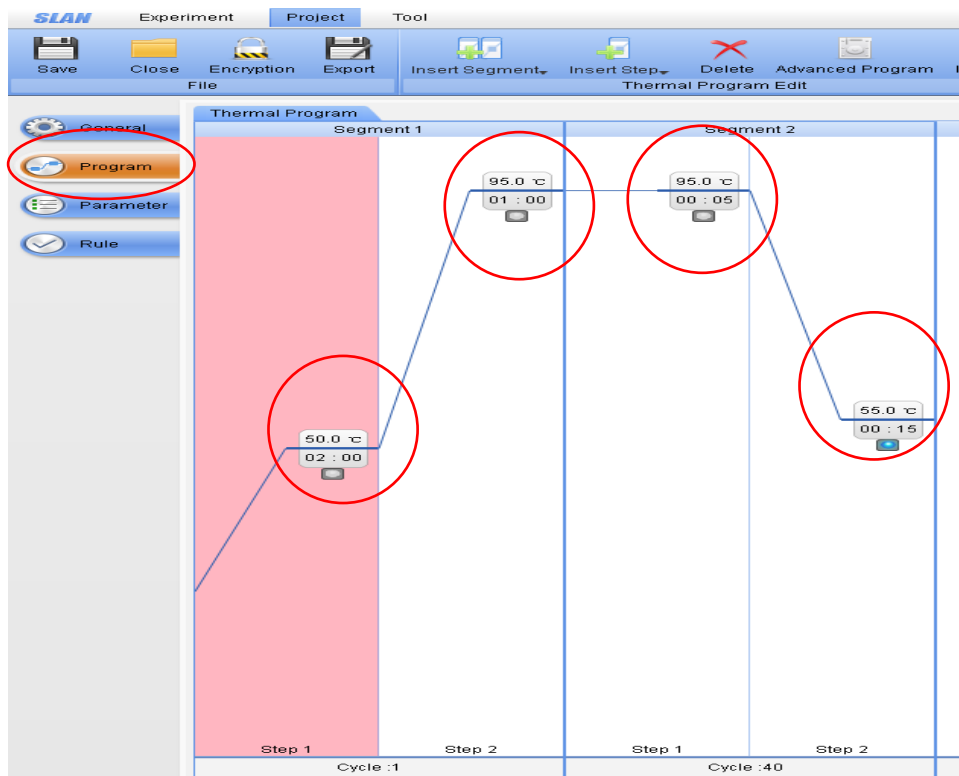 SLAN Experiment Project Tool
Save Close Encryption Export Insert Segment Insert Step Delete Advanced Program
File Thermal Program Edit
Thermal Program
General
Program
Parameter
Rule
Segment 1 Segment 2
95.0 ℃
01 : 00
95.0 ℃
00 : 05
50.0 ℃
02 : 00
55.0 ℃
00 : 15
Step 1 Step 2 Step 1 Step 2
Cycle :1 Cycle :40